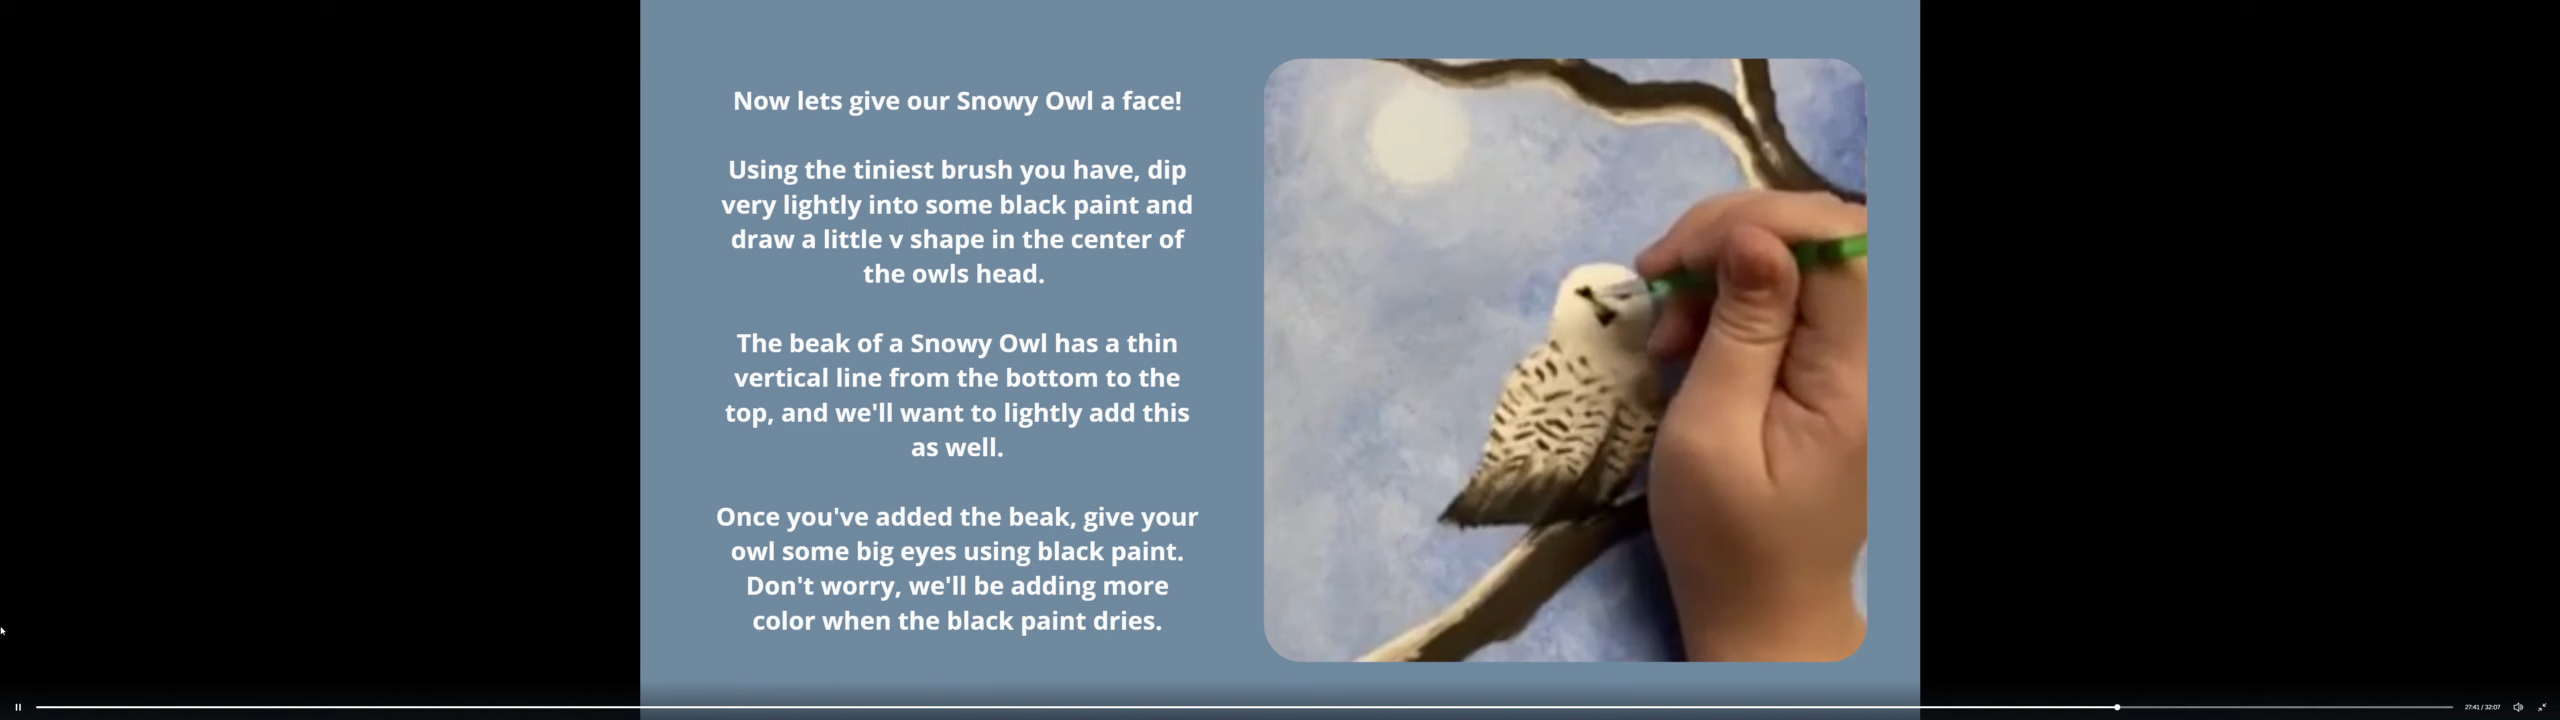 Now lets give our Snowy Owl a face!
Using the tiniest brush you have, dip
very lightly into some black paint and
draw a little v shape in the center of
the owls head.
The beak of a Snowy Owl has a thin
vertical line from the bottom to the
top, and we'll want to lightly add this
as well.
Once you've added the beak, give your
owl some big eyes using black paint.
Don't worry, we'll be adding more
color when the black paint dries.
27:41 / 32:07